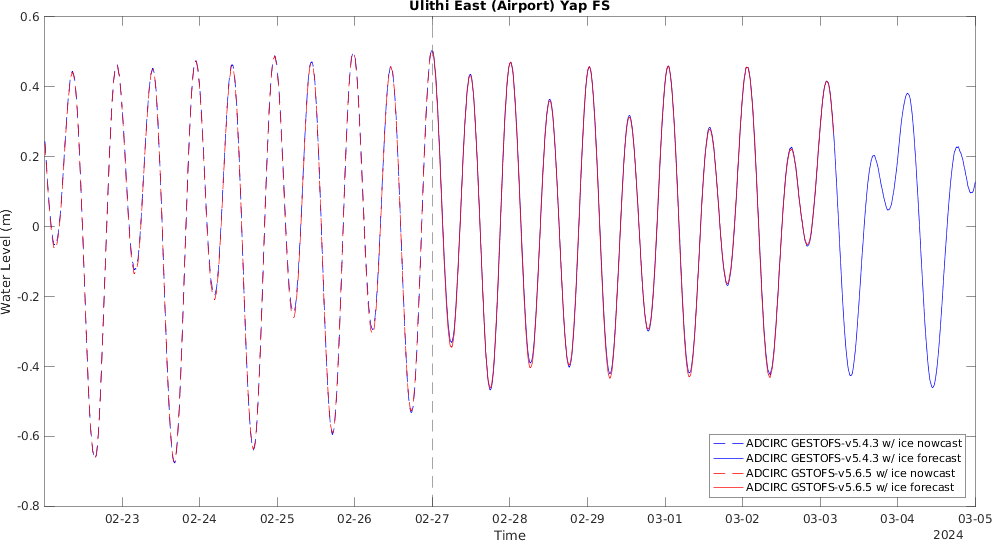 Ulithi East (Airport) Yap FS
0.6
0.4
0.2
0
-0.2
-0.4
-0.6
-0.8
Water Level (m)
ADCIRC GESTOFS-v5.4.3 w/ ice nowcast
ADCIRC GESTOFS-v5.4.3 w/ ice forecast
ADCIRC GSTOFS-v5.6.5 w/ ice nowcast
ADCIRC GSTOFS-v5.6.5 w/ ice forecast
02-23 02-24 02-25 02-26 02-27 02-28 02-29 03-01 03-02 03-03 03-04 03-05
Time
2024